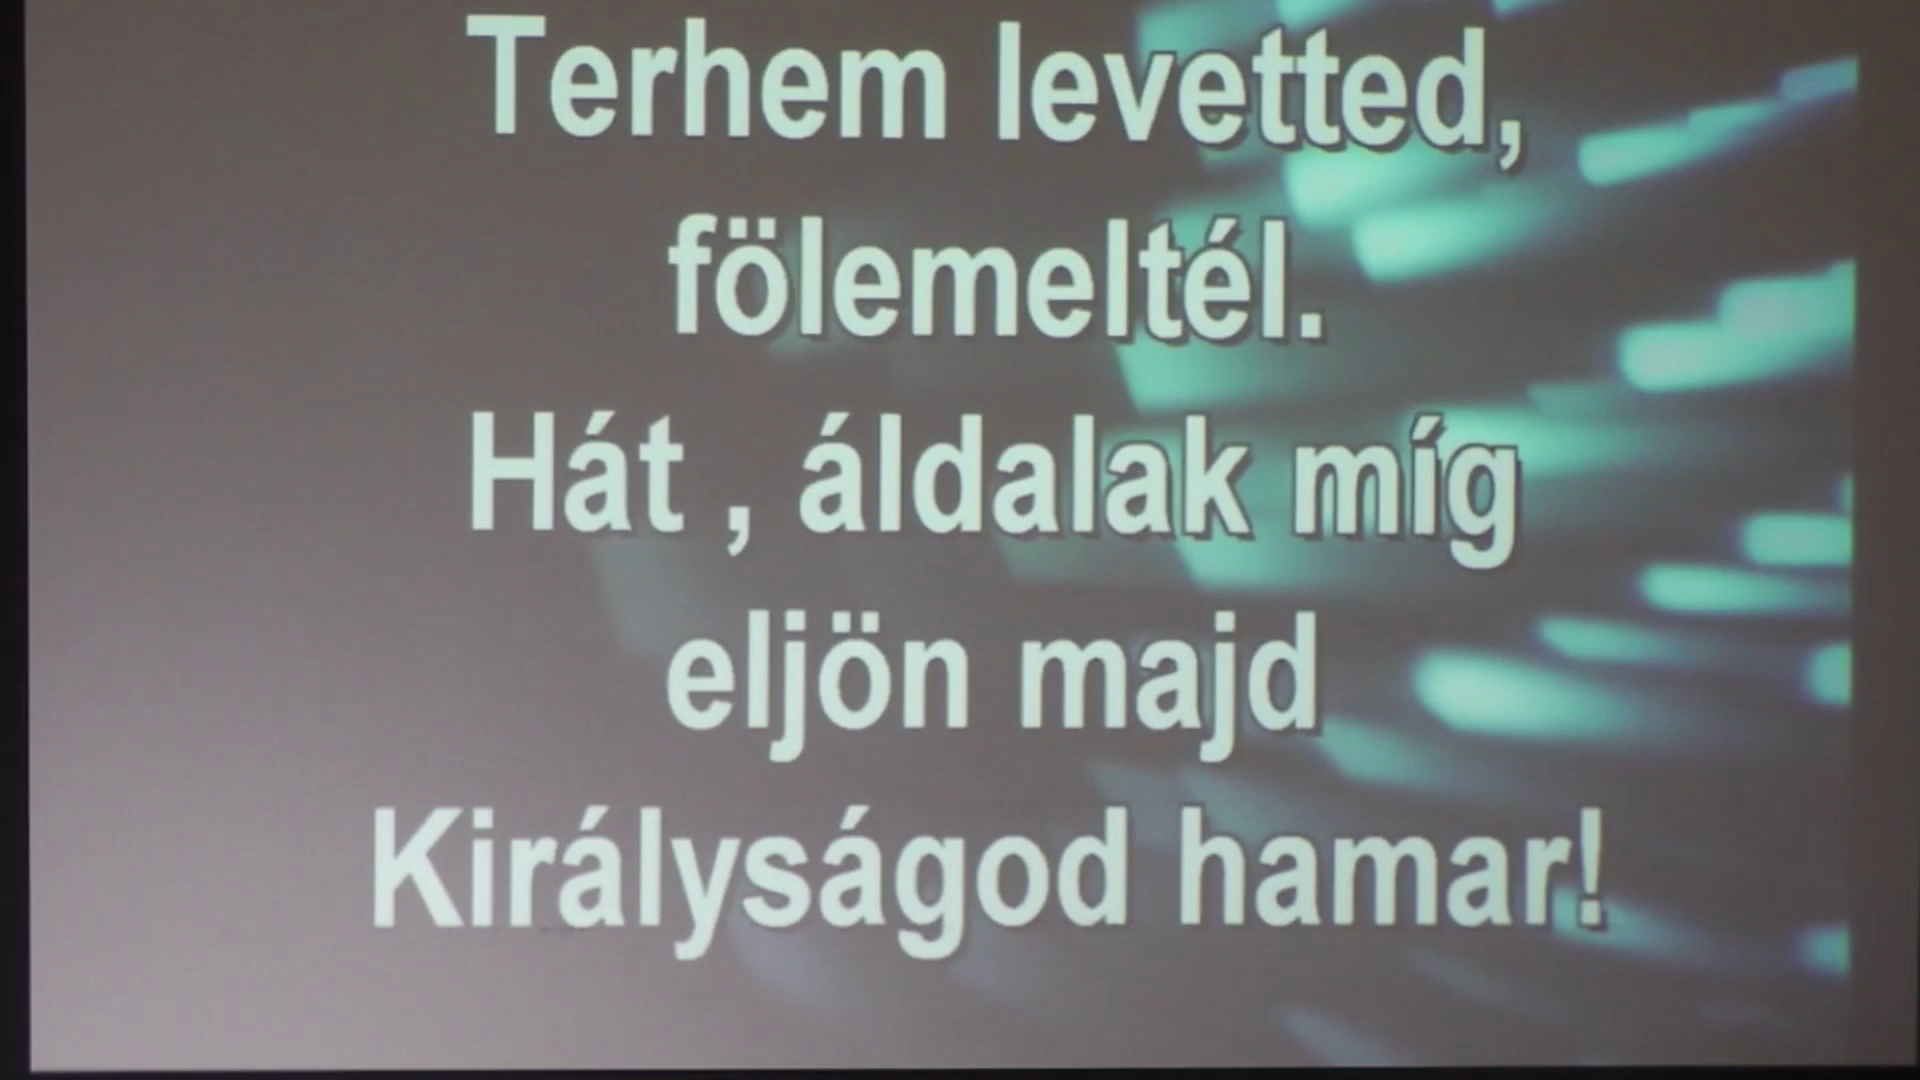 Terhem levetted,
fölemeltél.
Hát , áldalak míg
eljön majd
Királyságod hamar!